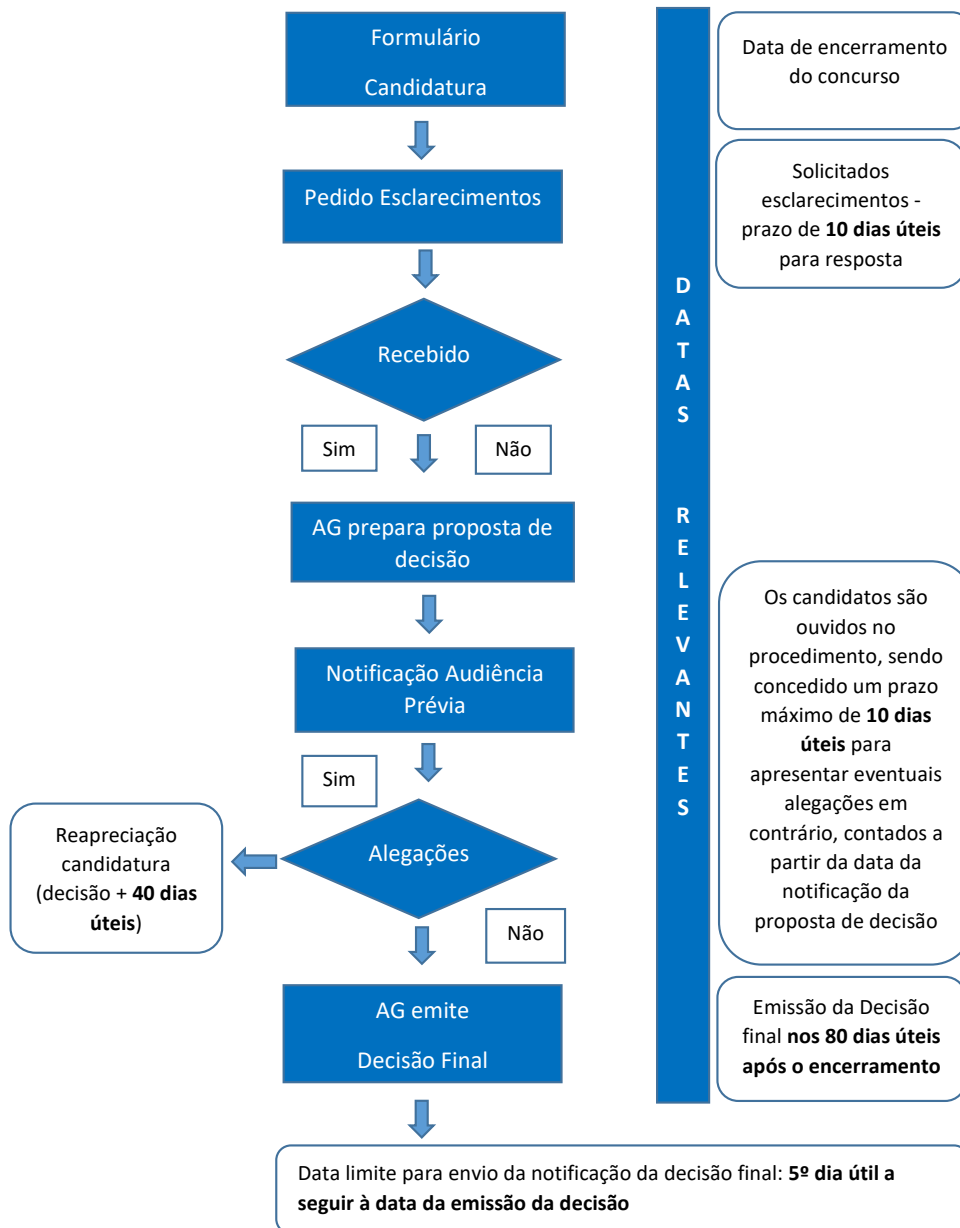 Formulário
Candidatura
Data de encerramento
do concurso
Pedido Esclarecimentos
Solicitados
esclarecimentos -
prazo de 10 dias úteis
para resposta
D
A
T
A
S
R
E
L
E
V
A
N
T
E
S
Recebido
Sim
Não
AG prepara proposta de
decisão
Notificação Audiência
Prévia
Os candidatos são
ouvidos no
procedimento, sendo
concedido um prazo
máximo de 10 dias
úteis para
apresentar eventuais
alegações em
contrário, contados a
partir da data da
notificação da
proposta de decisão
Sim
Alegações
Reapreciação
candidatura
(decisão + 40 dias
úteis)
Não
AG emite
Decisão Final
Emissão da Decisão
final nos 80 dias úteis
após o encerramento
Data limite para envio da notificação da decisão final: 5º dia útil a
seguir à data da emissão da decisão